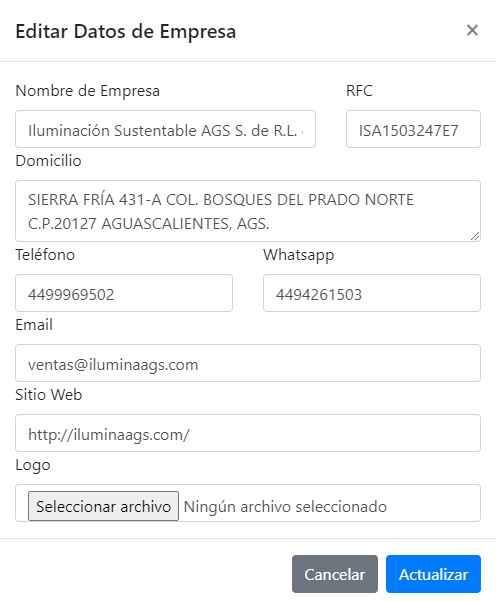 Editar Datos de Empresa ×
Nombre de Empresa RFC
Iluminación Sustentable AGS S. de R.L. ISA1503247E7
Domicilio
SIERRA FRÍA 431-A COL. BOSQUES DEL PRADO NORTE
C.P.20127 AGUASCALIENTES, AGS.
Teléfono Whatsapp
4499969502 4494261503
Email
ventas@iluminaags.com
Sitio Web
http://iluminaags.com/
Logo
Seleccionar archivo Ningún archivo seleccionado
Cancelar Actualizar